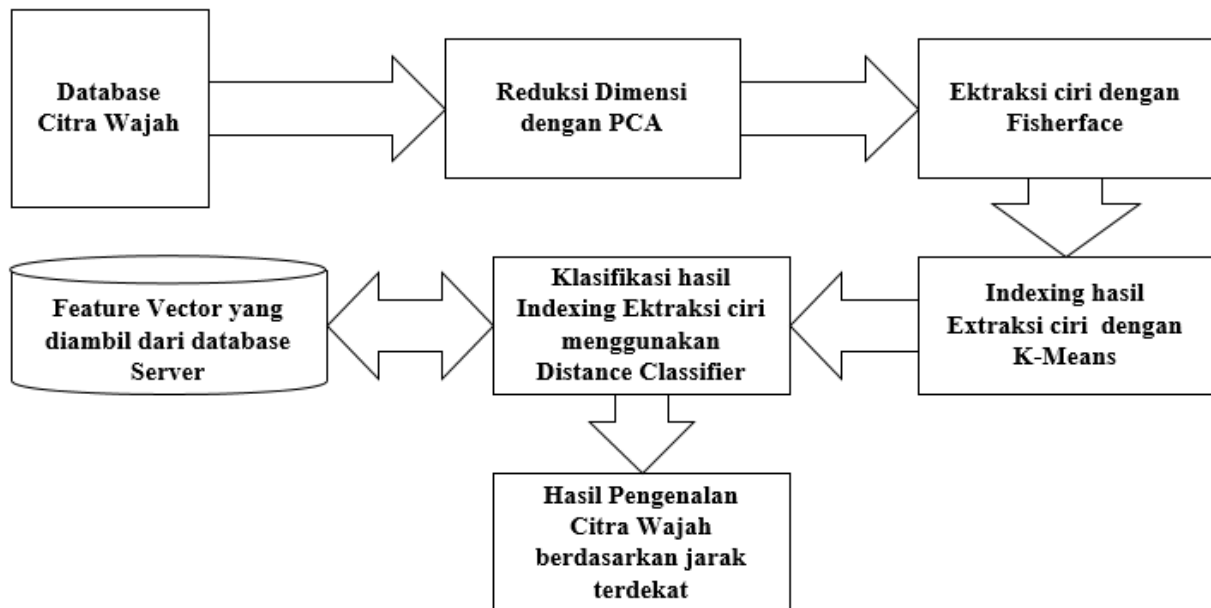 Database
Citra Wajah
Reduksi Dimensi
dengan PCA
Ektraksi ciri dengan
Fisherface
Indexing hasil
Extraksi ciri dengan
K-Means
Klasifikasi hasil
Indexing Ektraksi ciri
menggunakan
Distance Classifier
Feature Vector yang
diambil dari database
Server
Hasil Pengenalan
Citra Wajah
berdasarkan jarak
terdekat